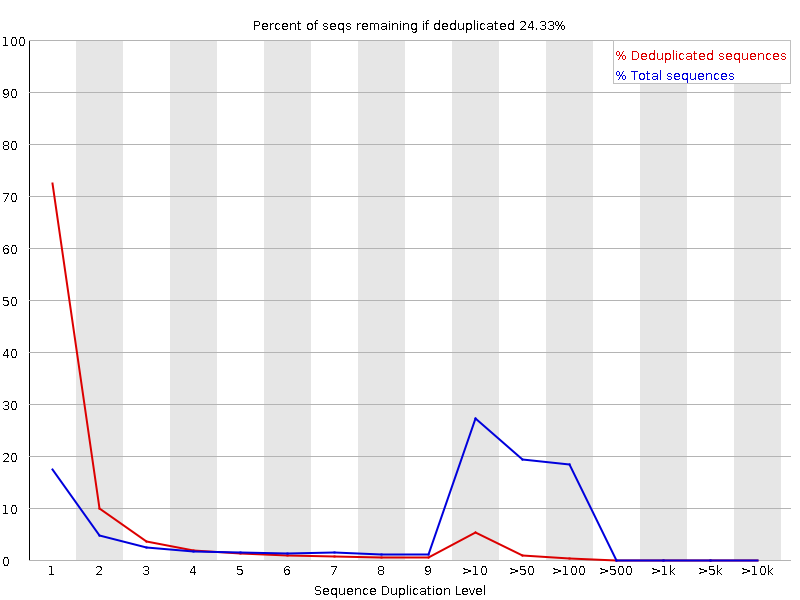 Percent of seqs remaining if deduplicated 24.33%
% Deduplicated sequences
% Total sequences
100
90
80
70
60
50
40
30
20
10
0
1 2 3 4 5 6 7 8 9 >10 >50 >100 >500 >1k >5k >10k
Sequence Duplication Level